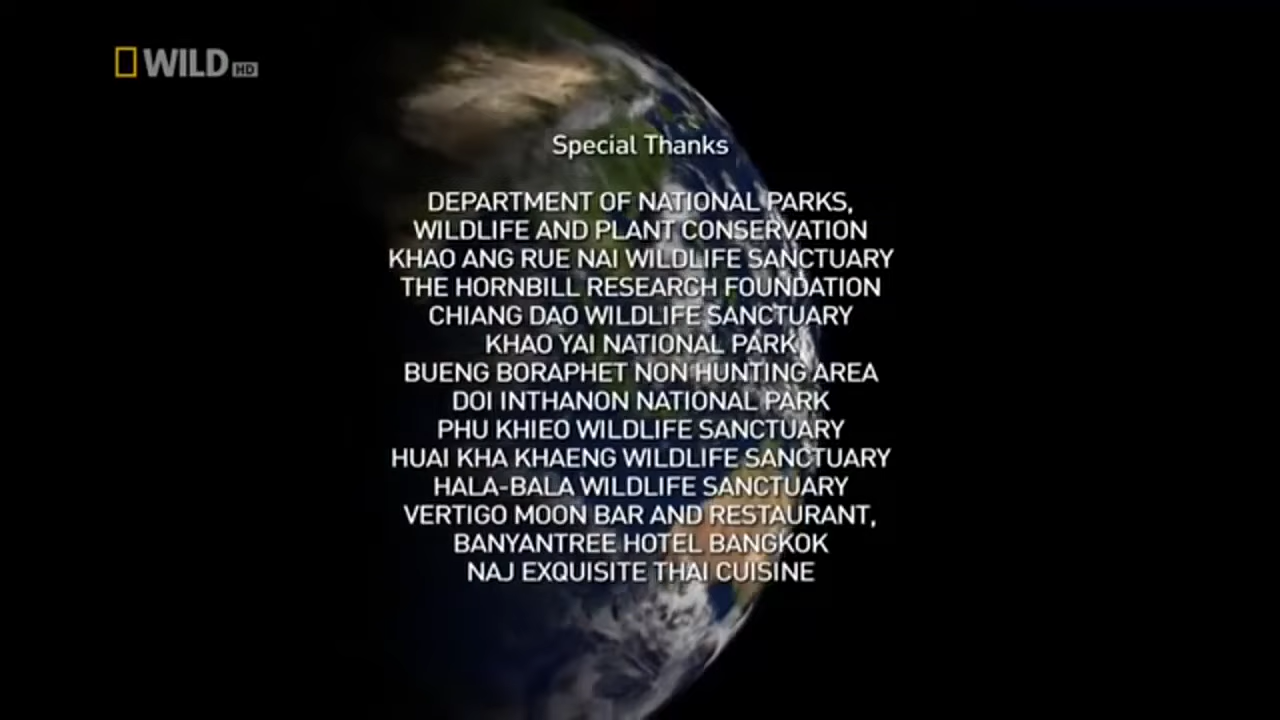 WILD HD
Special Thanks
DEPARTMENT OF NATIONAL PARKS,
WILDLIFE AND PLANT CONSERVATION
KHAO ANG RUE NAI WILDLIFE SANCTUARY
THE HORNBILL RESEARCH FOUNDATION
CHIANG DAO WILDLIFE SANCTUARY
KHAO YAI NATIONAL PARK
BUENG BORAPHET NON HUNTING AREA
DOI INTHANON NATIONAL PARK
PHU KHIEO WILDLIFE SANCTUARY
HUAI KHA KHAENG WILDLIFE SANCTUARY
HALA-BALA WILDLIFE SANCTUARY
VERTIGO MOON BAR AND RESTAURANT,
BANYANTREE HOTEL BANGKOK
NAJ EXQUISITE THAI CUISINE